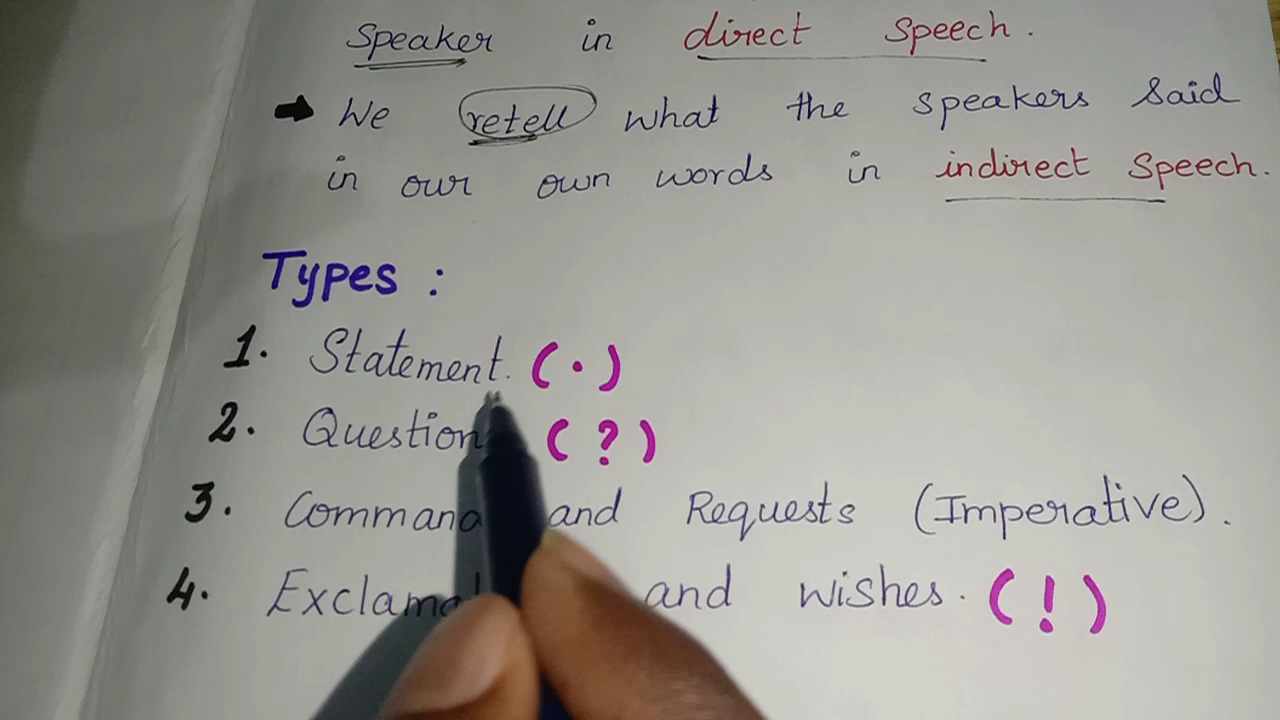 Speaker in direct speech.
➡ We retell what the speakers said
in our own words in indirect speech.
Types :
1. Statement. (.)
2. Question (?)
3. Command and Requests (Imperative).
4. and wishes. (!)